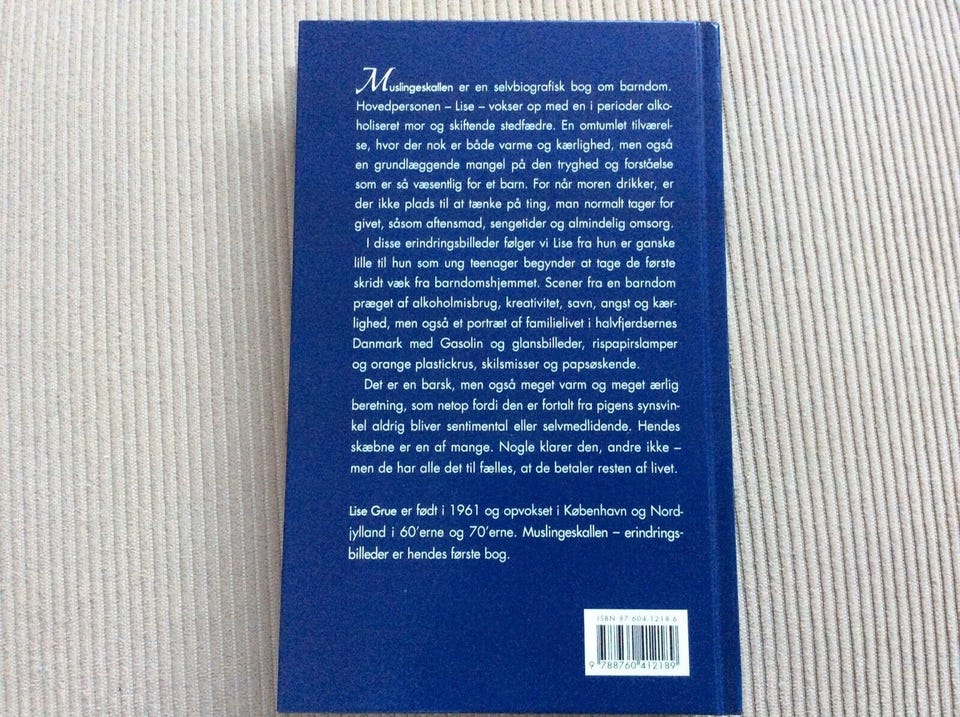 Muslingeskallen er en selvbiografisk bog om barndom.
Hovedpersonen – Lise – vokser op med en i perioder alko-
holiseret mor og skiftende stedfædre. En omtumlet tilværel-
se, hvor der nok er både varme og kærlighed, men også
en grundlæggende mangel på den tryghed og forståelse
som er så væsentlig for et barn. For når moren drikker, er
der ikke plads til at tænke på ting, man normalt tager for
givet, såsom aftensmad, sengetider og almindelig omsorg.
I disse erindringsbilleder følger vi Lise fra hun er ganske
lille til hun som ung teenager begynder at tage de første
skridt væk fra barndomshjemmet. Scener fra en barndom
præget af alkoholmisbrug, kreativitet, savn, angst og kær-
lighed, men også et portræt af familielivet i halvfjerdsernes
Danmark med Gasolin og glansbilleder, rispapirslamper
og orange plastickrus, skilsmisser og papsøskende.
Det er en barsk, men også meget varm og meget ærlig
beretning, som netop fordi den er fortalt fra pigens synsvin-
kel aldrig bliver sentimental eller selvmedlidende. Hendes
skæbne er en af mange. Nogle klarer den, andre ikke –
men de har alle det til fælles, at de betaler resten af livet.
Lise Grue er født i 1961 og opvokset i København og Nord-
jylland i 60'erne og 70'erne. Muslingeskallen – erindrings-
billeder er hendes første bog.
ISBN 87-604-1218-6
9 788760 412189